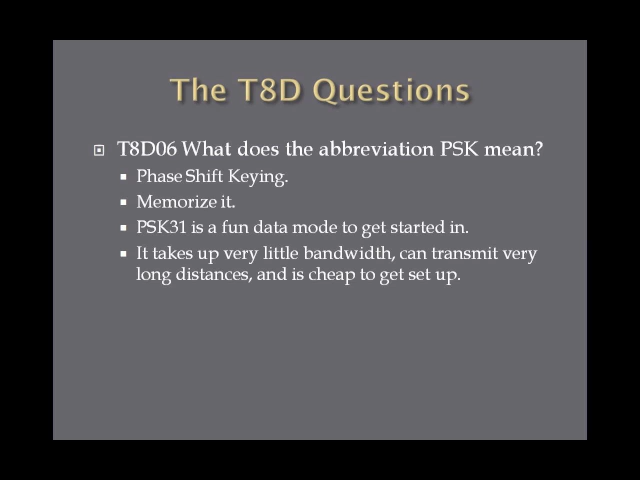 The T8D Questions
T8D06 What does the abbreviation PSK mean?
Phase Shift Keying.
Memorize it.
PSK31 is a fun data mode to get started in.
It takes up very little bandwidth, can transmit very
long distances, and is cheap to get set up.